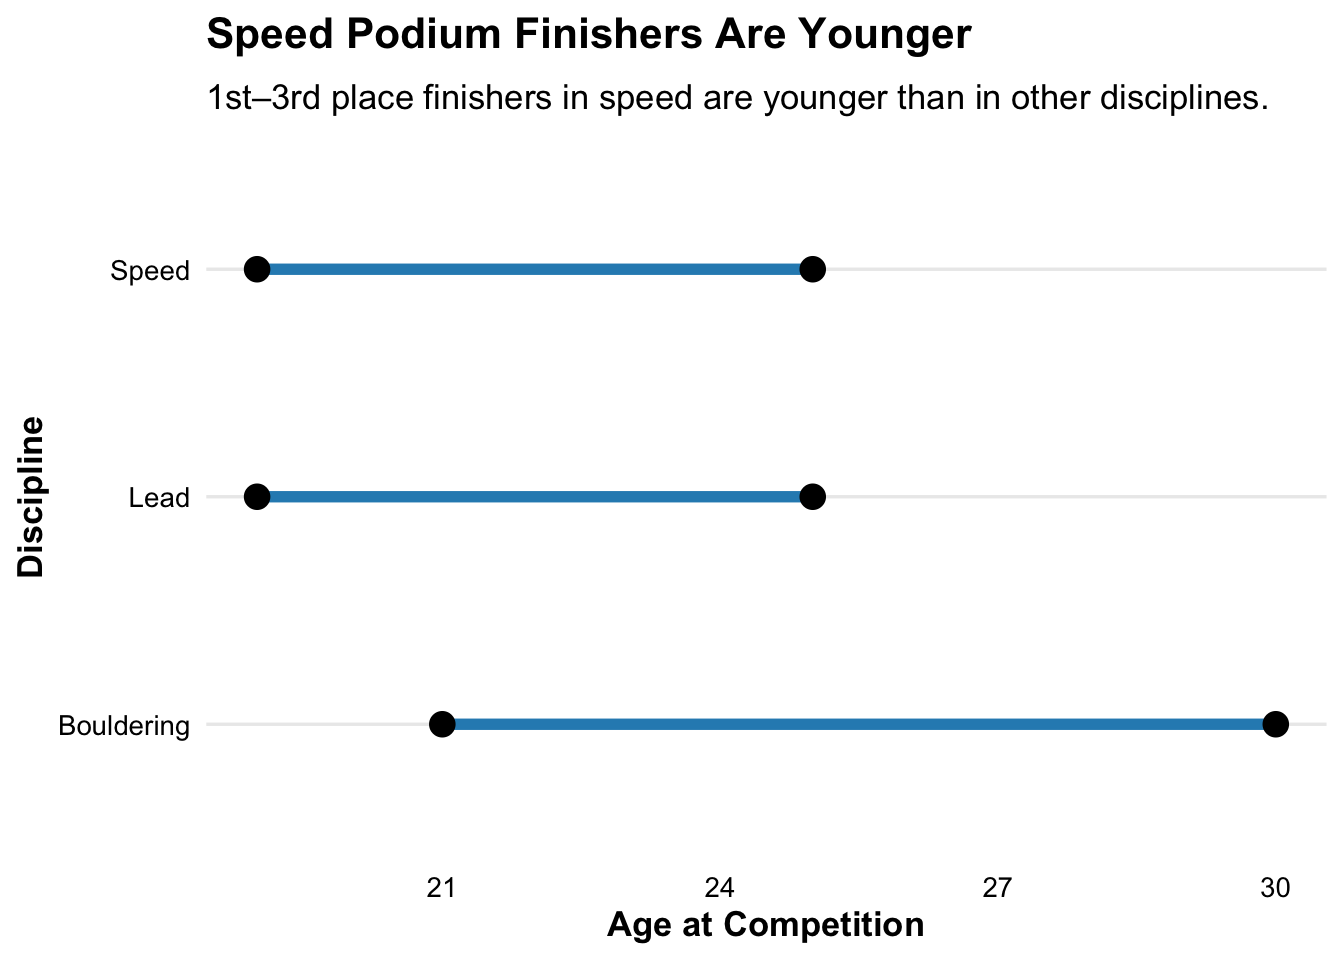 Speed Podium Finishers Are Younger
1st–3rd place finishers in speed are younger than in other disciplines.
Speed
Lead
Bouldering
Discipline
21 24 27 30
Age at Competition